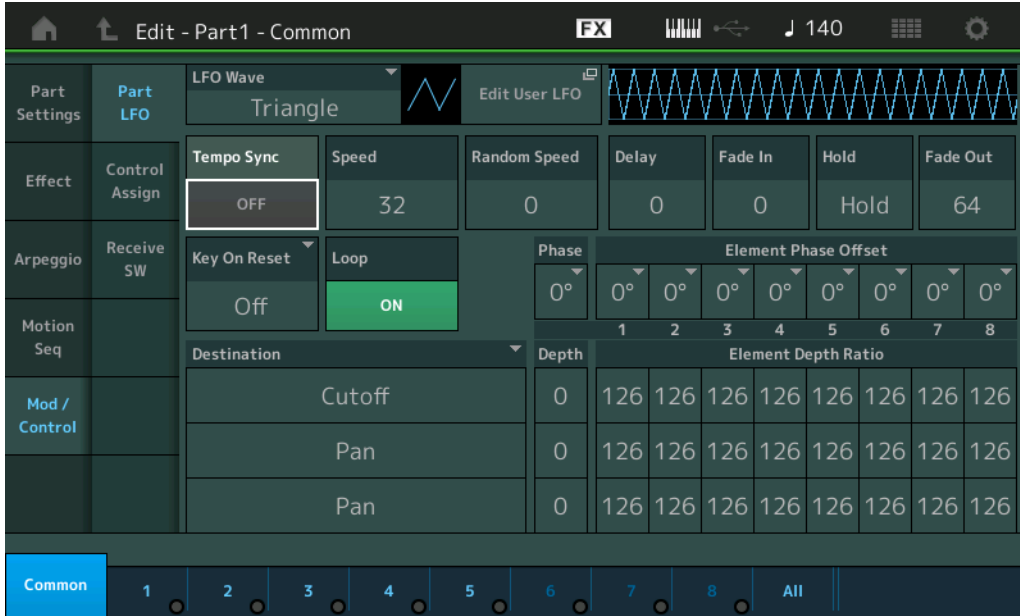 Edit - Part1 - Common FX ♩ 140
Part Settings
Part LFO
LFO Wave
Triangle
Edit User LFO
Effect
Control Assign
Tempo Sync
OFF
Speed
32
Random Speed
0
Delay
0
Fade In
0
Hold
Hold
Fade Out
64
Arpeggio
Receive SW
Key On Reset
Off
Loop
ON
Phase
0°
Element Phase Offset
0° 0° 0° 0° 0° 0° 0° 0°
1 2 3 4 5 6 7 8
Motion Seq
Mod / Control
Destination Depth Element Depth Ratio
Cutoff 0 126 126 126 126 126 126 126 126
Pan 0 126 126 126 126 126 126 126 126
Pan 0 126 126 126 126 126 126 126 126
Common 1 2 3 4 5 6 7 8 All